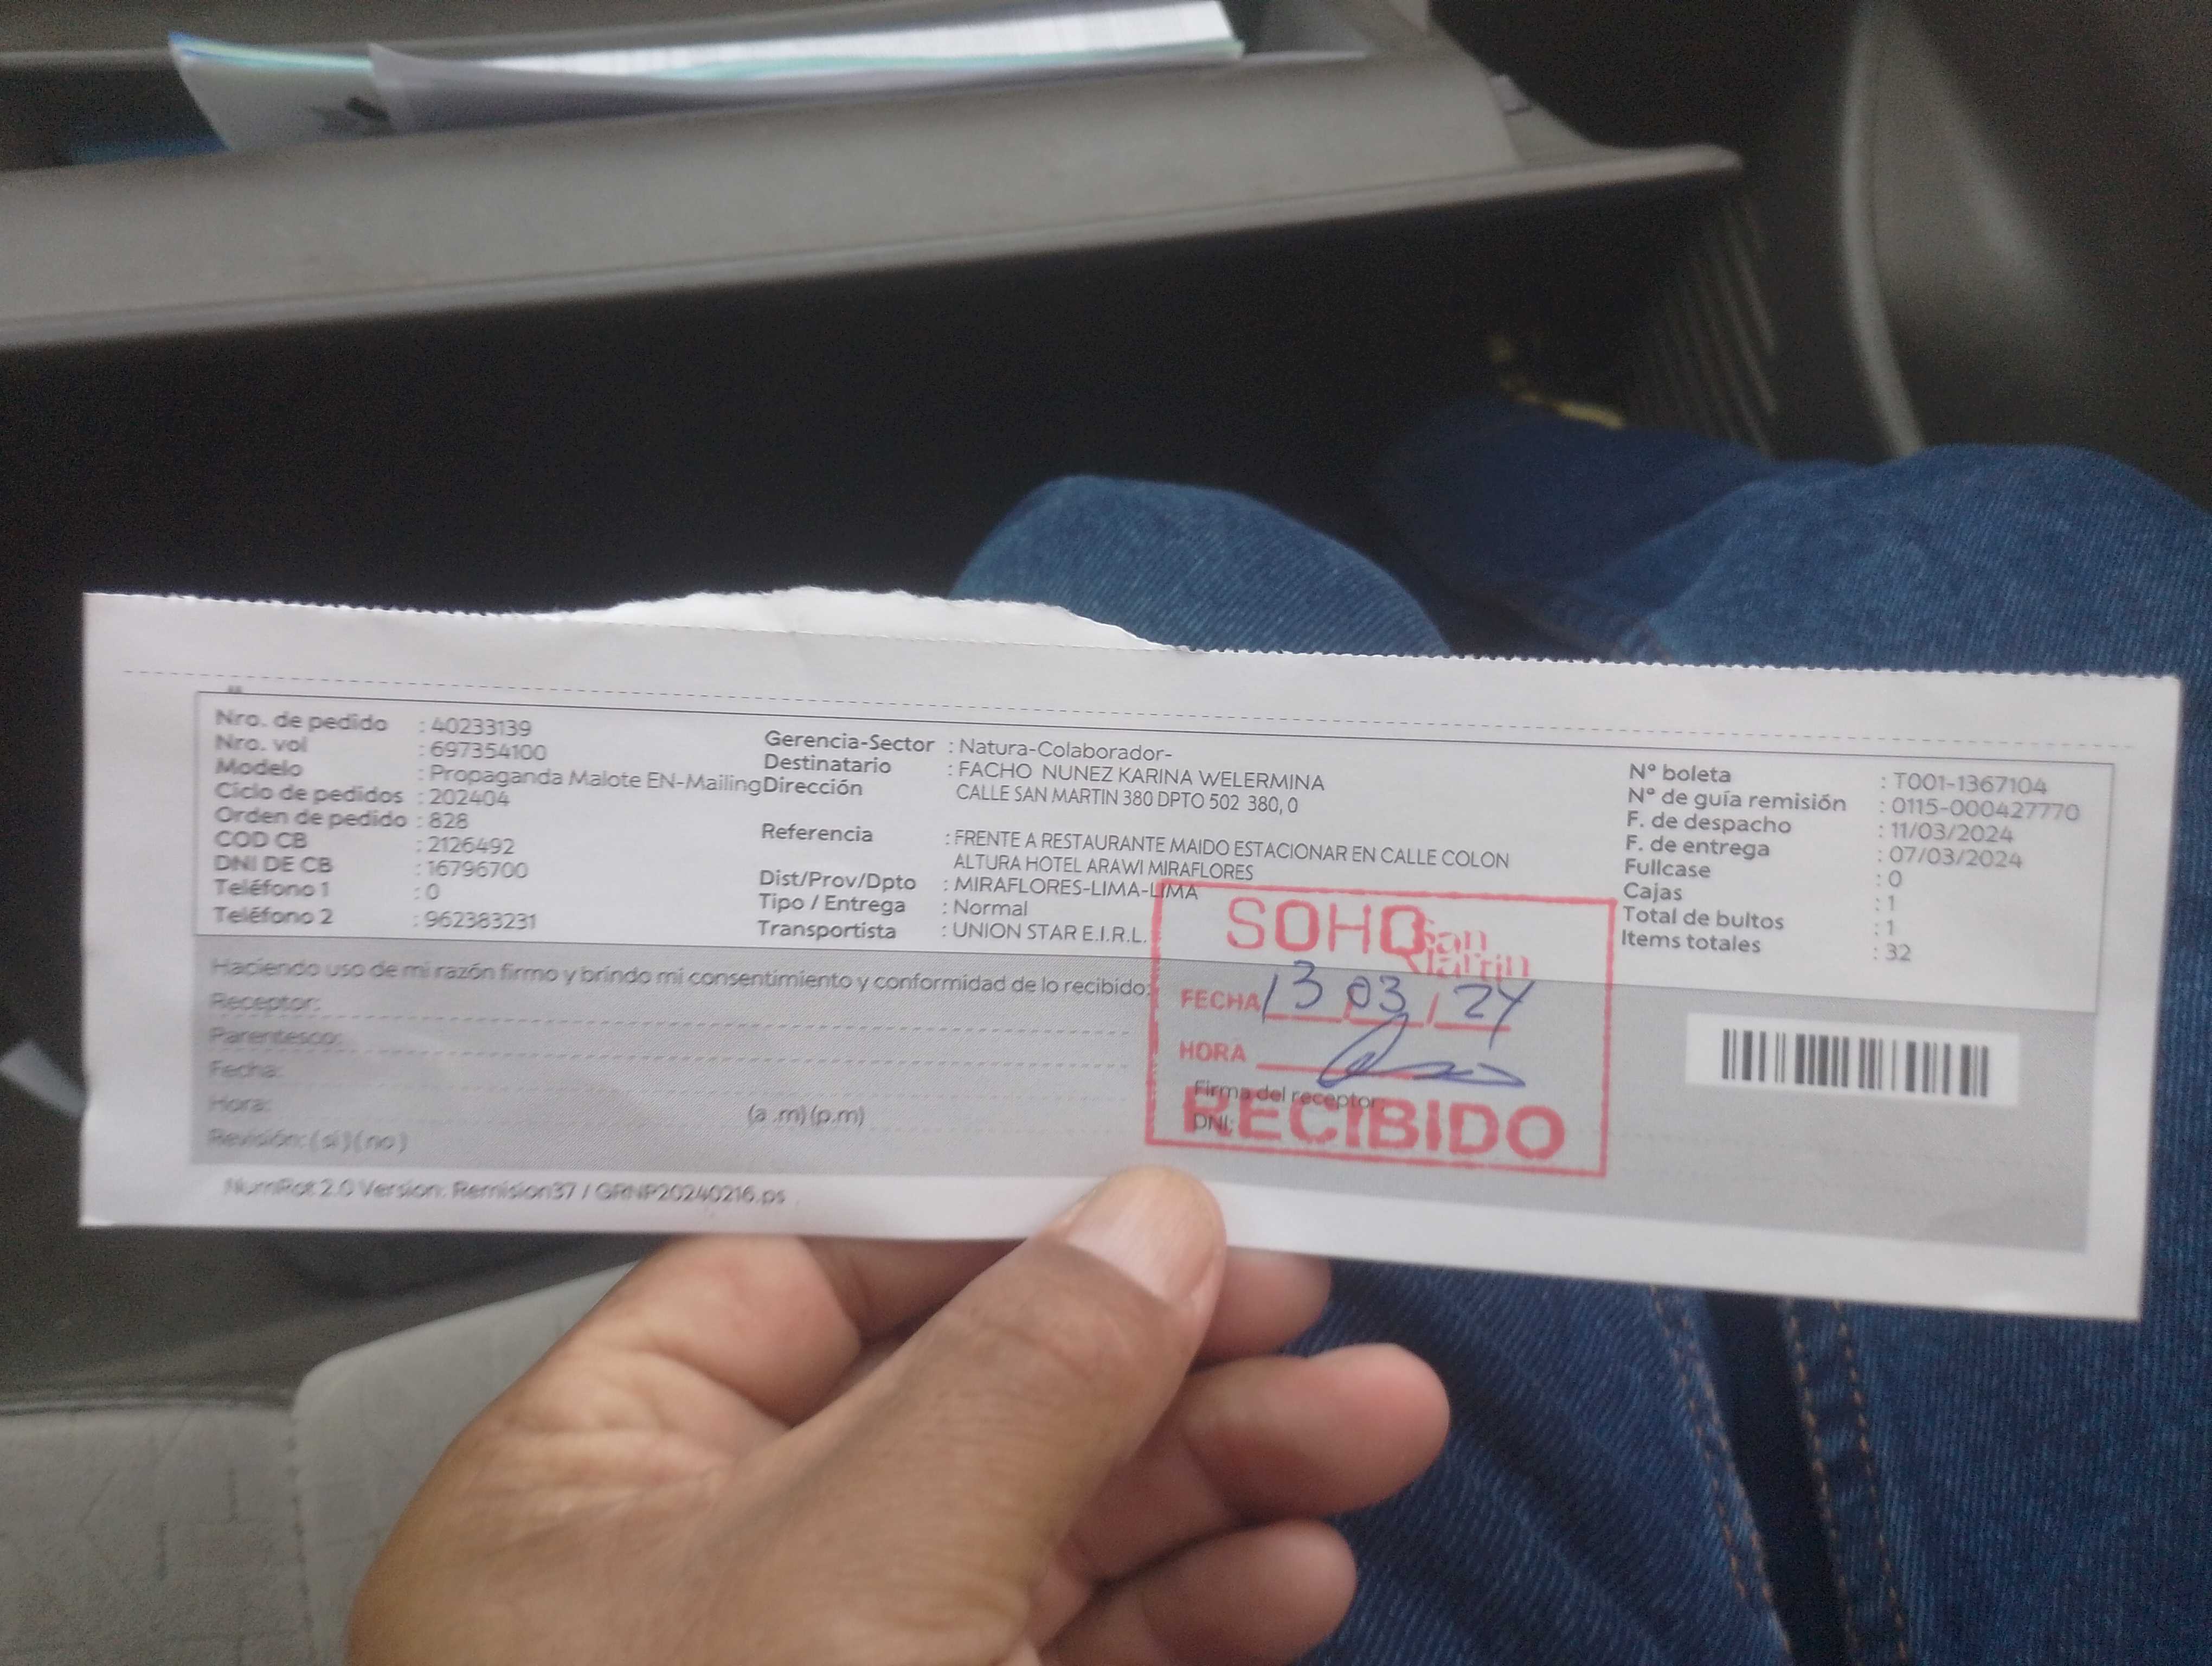 Nro. de pedido : 40233139
Nro. vol : 697354100
Modelo : Propaganda Malote EN-Mailing
Ciclo de pedidos : 202404
Orden de pedido : 828
COD CB : 2126492
DNI DE CB : 16796700
Teléfono 1 : 0
Teléfono 2 : 962383231
Gerencia-Sector : Natura-Colaborador-
Destinatario : FACHO NUNEZ KARINA WELERMINA
Dirección CALLE SAN MARTIN 380 DPTO 502 380, 0
Referencia : FRENTE A RESTAURANTE MAIDO ESTACIONAR EN CALLE COLON
ALTURA HOTEL ARAWI MIRAFLORES
Dist/Prov/Dpto : MIRAFLORES-LIMA-LIMA
Tipo / Entrega : Normal
Transportista : UNION STAR E.I.R.L.
N° boleta : T001-1367104
N° de guía remisión : 0115-000427770
F. de despacho : 11/03/2024
F. de entrega : 07/03/2024
Fullcase : 0
Cajas : 1
Total de bultos : 1
Items totales : 32
Haciendo uso de mi razón firmo y brindo mi consentimiento y conformidad de lo recibido:
Receptor:
Parentesco:
Fecha:
Hora: (a .m) (p.m)
Revisión: ( si ) ( no )
SOHO San Martin
FECHA 13 / 03 / 24
HORA
Firma del receptor
DNI:
RECIBIDO
NumRot 2.0 Version: Remision37 / GRNP20240216.ps